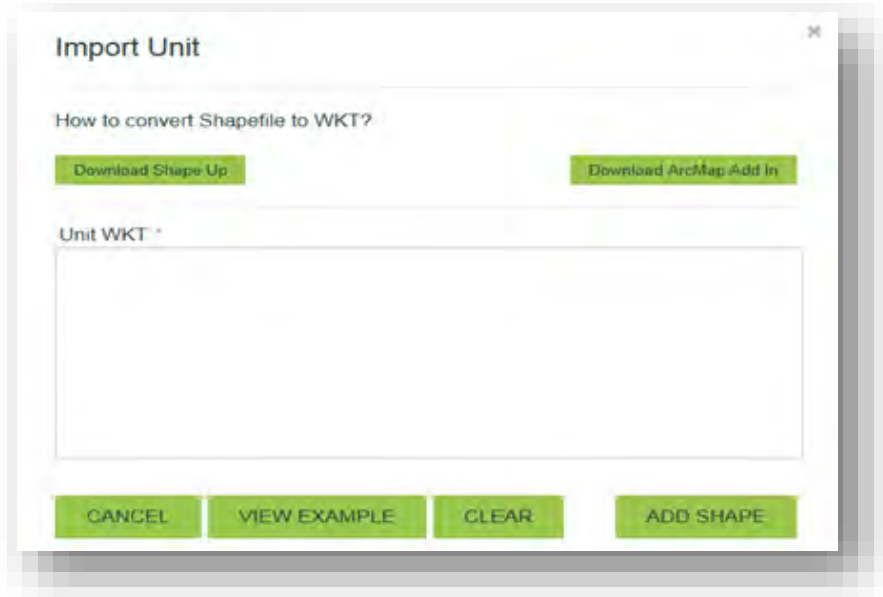 Import Unit
How to convert Shapefile to WKT?
Download Shape Up
Download ArcMap Add In
Unit WKT *
CANCEL
VIEW EXAMPLE
CLEAR
ADD SHAPE